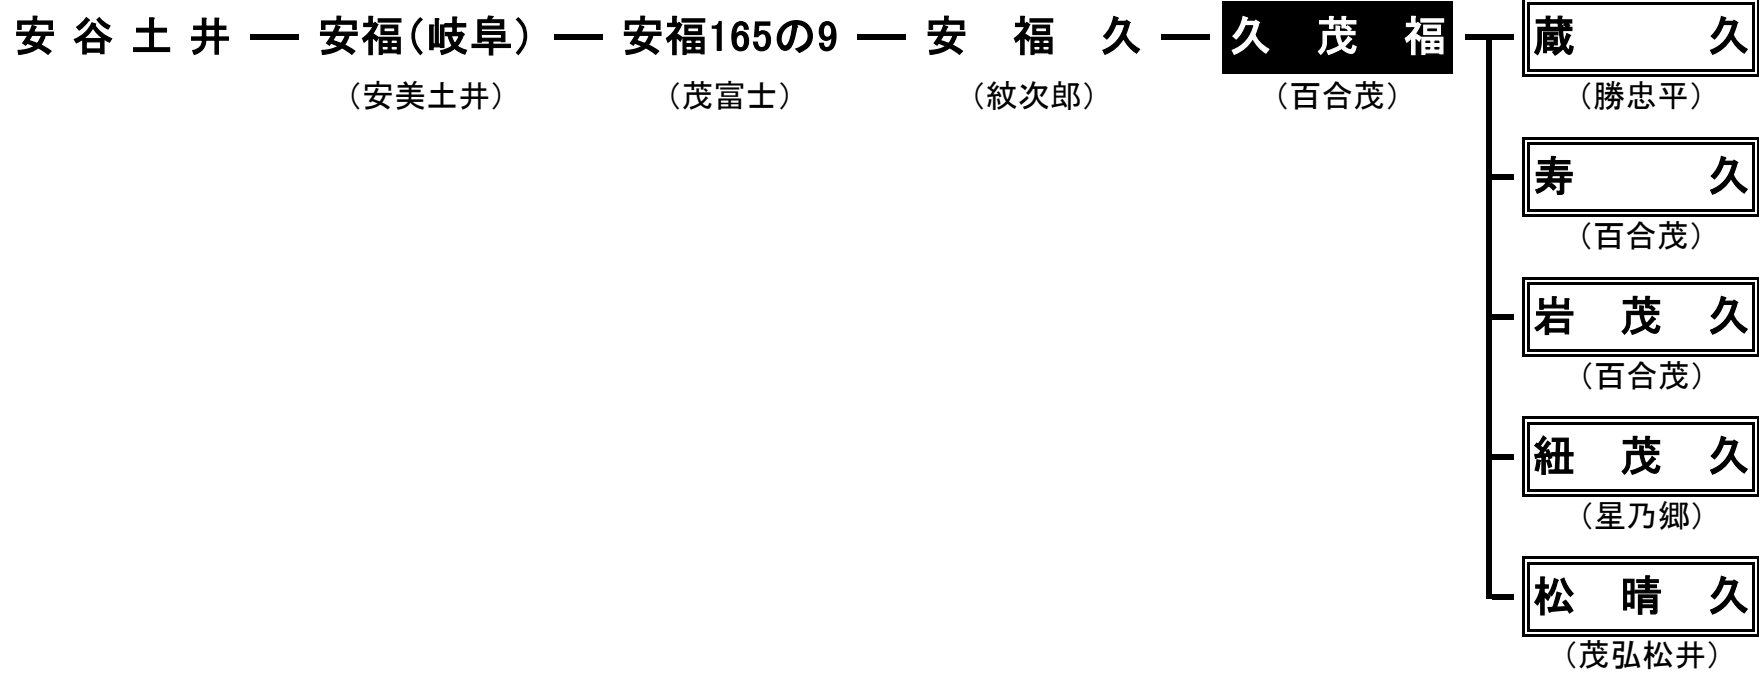 安谷土井 安福(岐阜) 安福165の9 安福久 久茂福 蔵久
(安美土井) (茂富士) (紋次郎) (百合茂) (勝忠平)
寿久
(百合茂)
岩茂久
(百合茂)
紐茂久
(星乃郷)
松晴久
(茂弘松井)